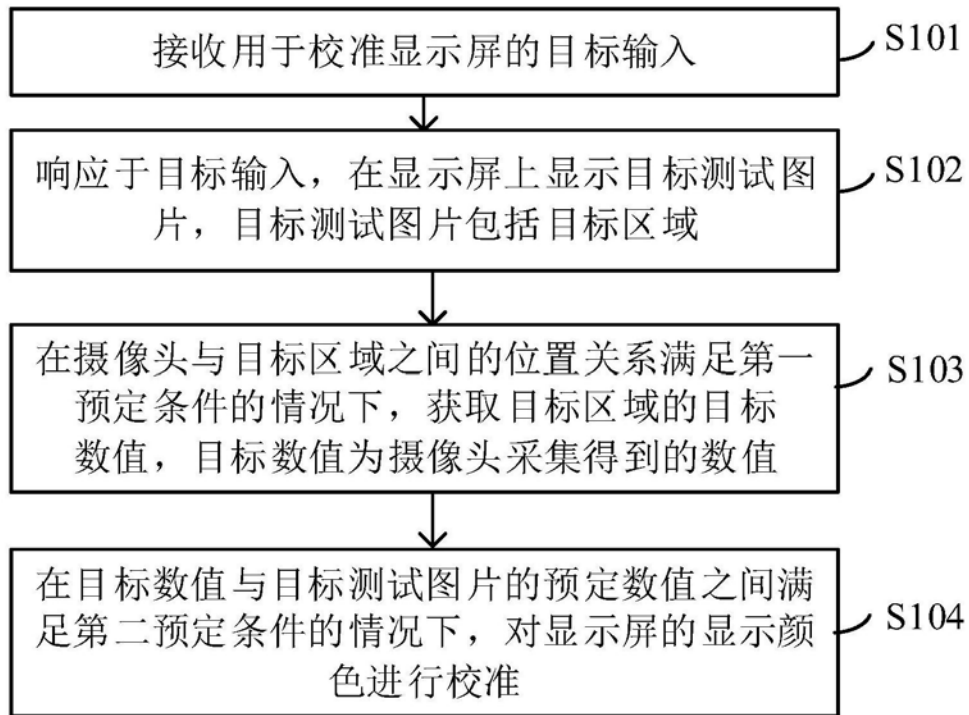 接收用于校准显示屏的目标输入
S101
响应于目标输入，在显示屏上显示目标测试图
片，目标测试图片包括目标区域
S102
在摄像头与目标区域之间的位置关系满足第一
预定条件的情况下，获取目标区域的目标
数值，目标数值为摄像头采集得到的数值
S103
在目标数值与目标测试图片的预定数值之间满
足第二预定条件的情况下，对显示屏的显示颜
色进行校准
S104